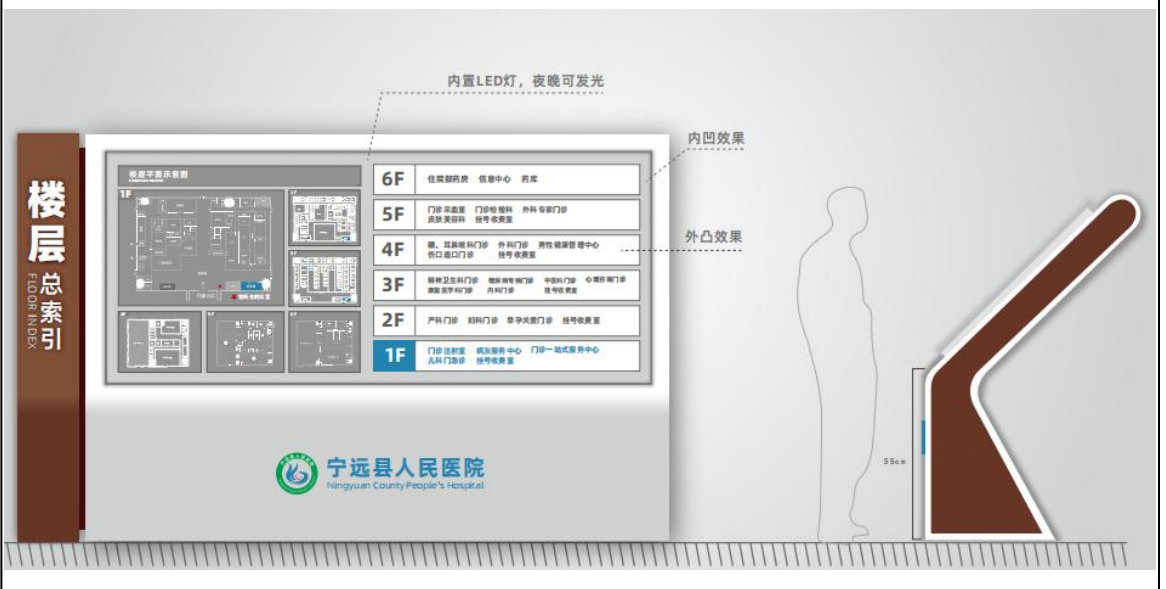 内置LED灯，夜晚可发光
内凹效果
外凸效果
楼层总索引
FLOOR INDEX
楼层平面示意图
1F
6F
住院部药房 信息中心 药库
5F
门诊采血室 门诊检验科 外科专家门诊
皮肤美容科 挂号收费室
4F
眼、耳鼻喉科门诊 外科门诊 男性健康管理中心
伤口造口门诊 挂号收费室
3F
精神卫生科门诊 糖尿病专病门诊 中医科门诊 心理咨询门诊
康复医学科门诊 内科门诊 挂号收费室
2F
产科门诊 妇科门诊 早孕关爱门诊 挂号收费室
1F
门诊注射室 病友服务中心 门诊一站式服务中心
儿科门急诊 挂号收费室
宁远县人民医院
Ningyuan County People's Hospital
55cm